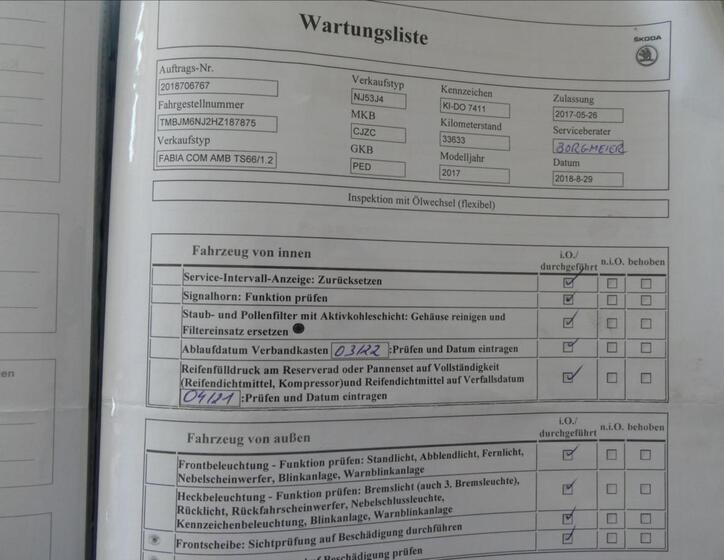 Wartungsliste
ŠKODA
Auftrags-Nr.
2018706767
Fahrgestellnummer
TMBJM6NJ2HZ187875
Verkaufstyp
FABIA COM AMB TS66/1.2
Verkaufstyp
NJ53J4
MKB
CJZC
GKB
PED
Kennzeichen
KI-DO 7411
Kilometerstand
33633
Modelljahr
2017
Zulassung
2017-05-26
Serviceberater
BORGMEIER
Datum
2018-8-29
Inspektion mit Ölwechsel (flexibel)
Fahrzeug von innen
i.O./
durchgeführt
n.i.O.
behoben
Service-Intervall-Anzeige: Zurücksetzen
Signalhorn: Funktion prüfen
Staub- und Pollenfilter mit Aktivkohleschicht: Gehäuse reinigen und
Filtereinsatz ersetzen
Ablaufdatum Verbandkasten 03/22 :Prüfen und Datum eintragen
Reifenfülldruck am Reserverad oder Pannenset auf Vollständigkeit
(Reifendichtmittel, Kompressor)und Reifendichtmittel auf Verfallsdatum
04/21 :Prüfen und Datum eintragen
Fahrzeug von außen
i.O./
durchgeführt
n.i.O.
behoben
Frontbeleuchtung - Funktion prüfen: Standlicht, Abblendlicht, Fernlicht,
Nebelscheinwerfer, Blinkanlage, Warnblinkanlage
Heckbeleuchtung - Funktion prüfen: Bremslicht (auch 3. Bremsleuchte),
Rücklicht, Rückfahrscheinwerfer, Nebelschlussleuchte,
Kennzeichenbeleuchtung, Blinkanlage, Warnblinkanlage
Frontscheibe: Sichtprüfung auf Beschädigung durchführen
auf Beschädigung prüfen